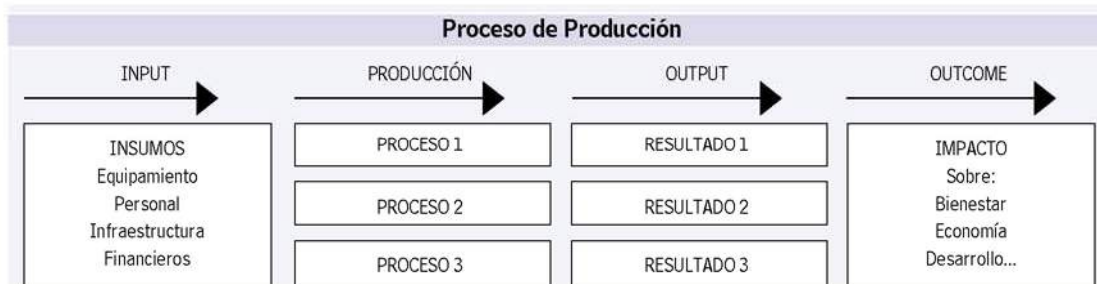 Proceso de Producción
INPUT
PRODUCCIÓN
OUTPUT
OUTCOME
INSUMOS
Equipamiento
Personal
Infraestructura
Financieros
PROCESO 1
PROCESO 2
PROCESO 3
RESULTADO 1
RESULTADO 2
RESULTADO 3
IMPACTO
Sobre:
Bienestar
Economía
Desarrollo...